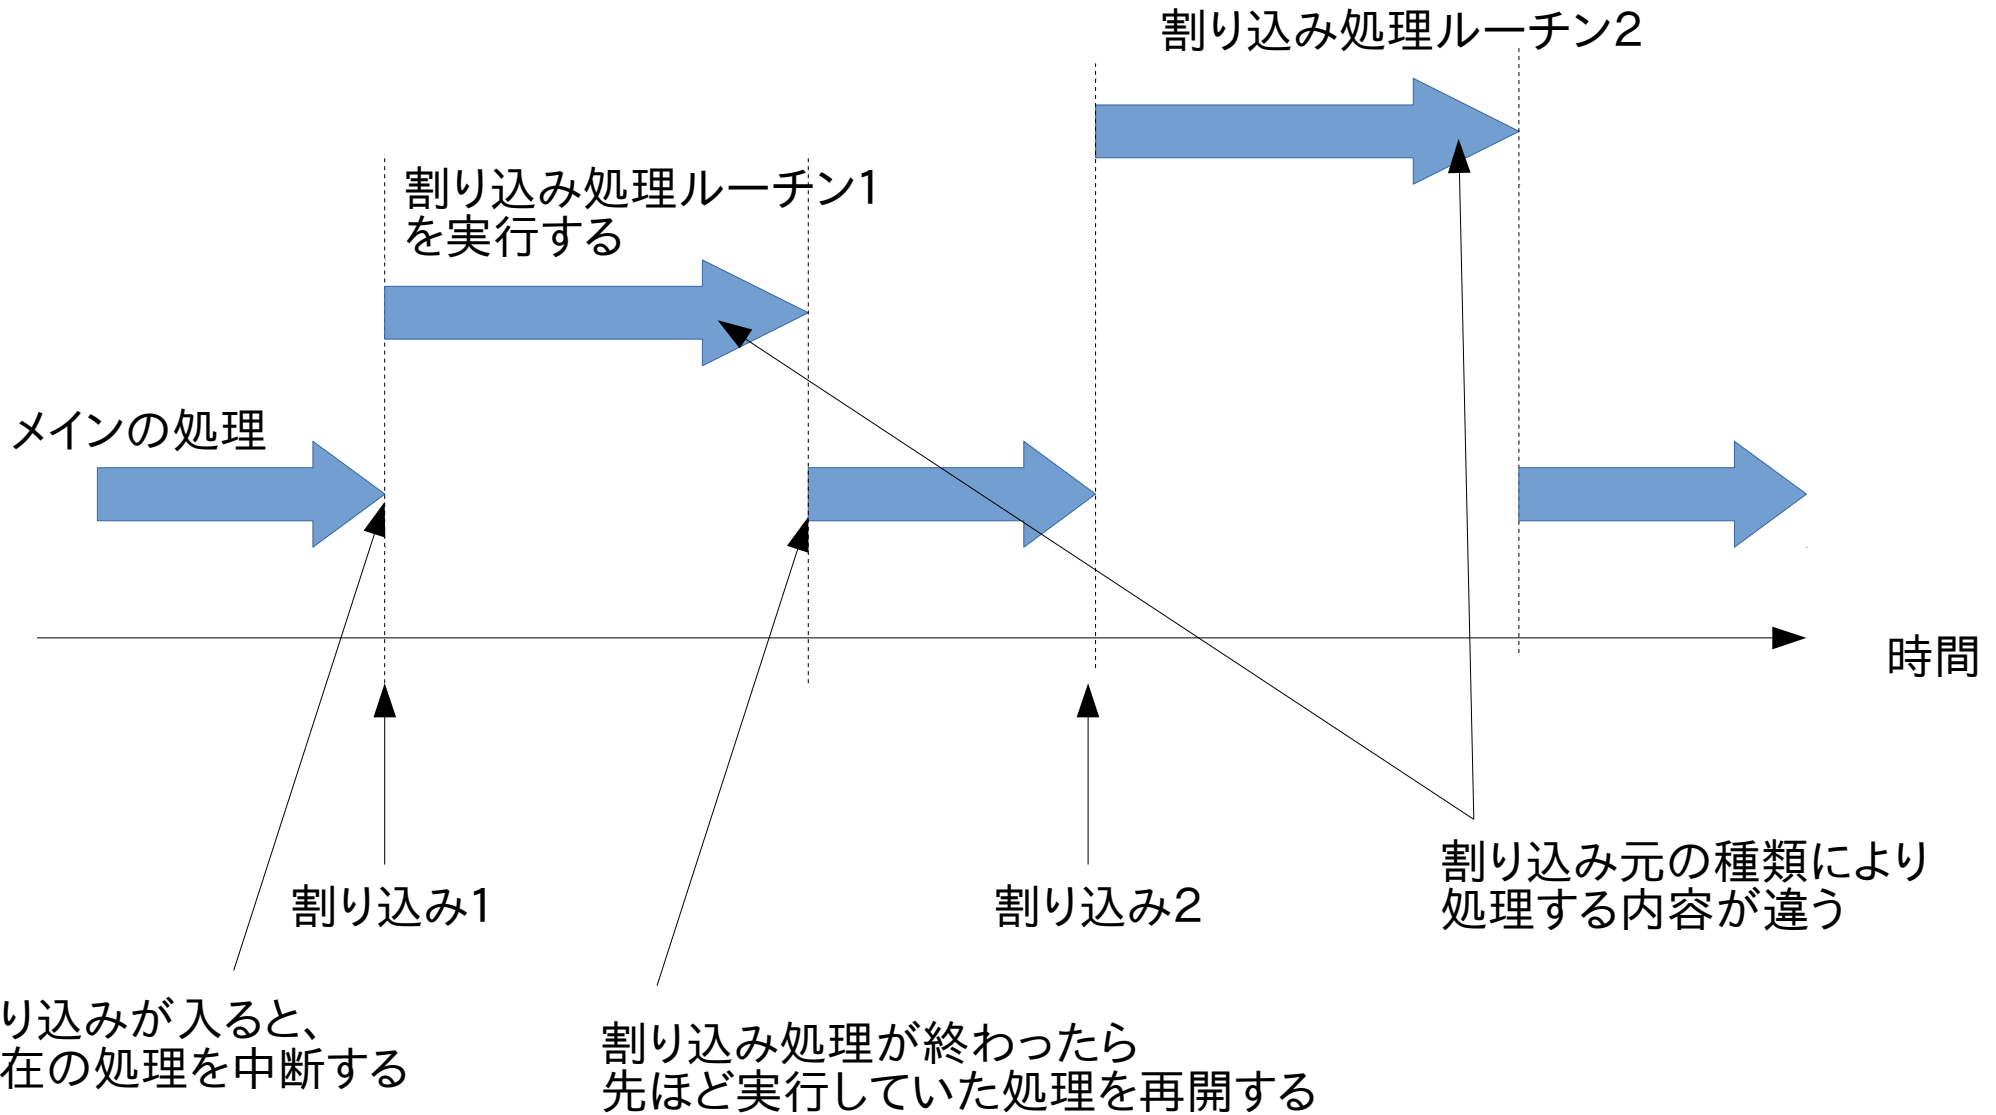 割り込み処理ルーチン2
割り込み処理ルーチン1
を実行する
メインの処理
時間
割り込み1
割り込み2
割り込み元の種類により
処理する内容が違う
り込みが入ると、
在の処理を中断する
割り込み処理が終わったら
先ほど実行していた処理を再開する